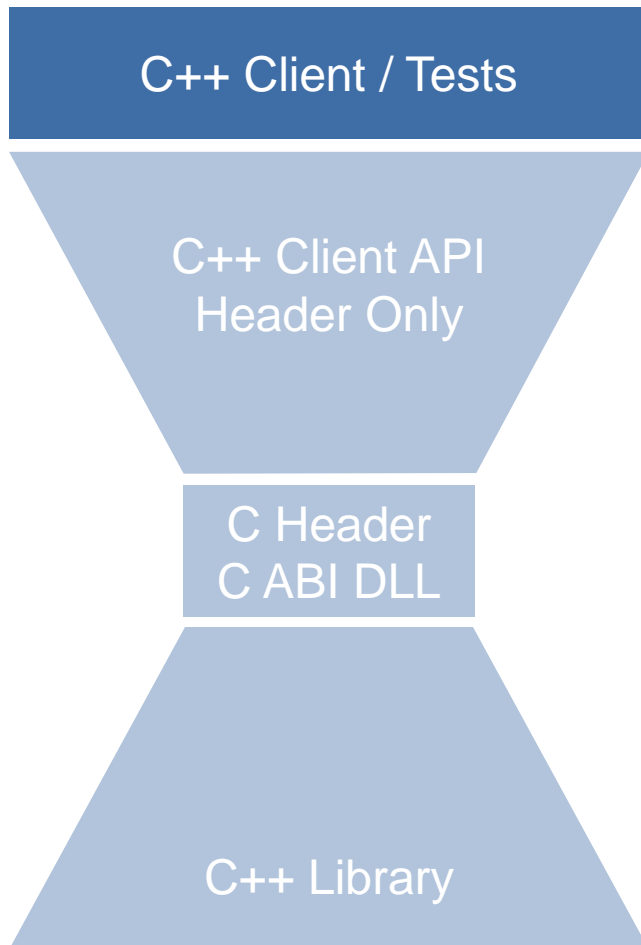 C++ Client / Tests
C++ Client API
Header Only
C Header
C ABI DLL
C++ Library